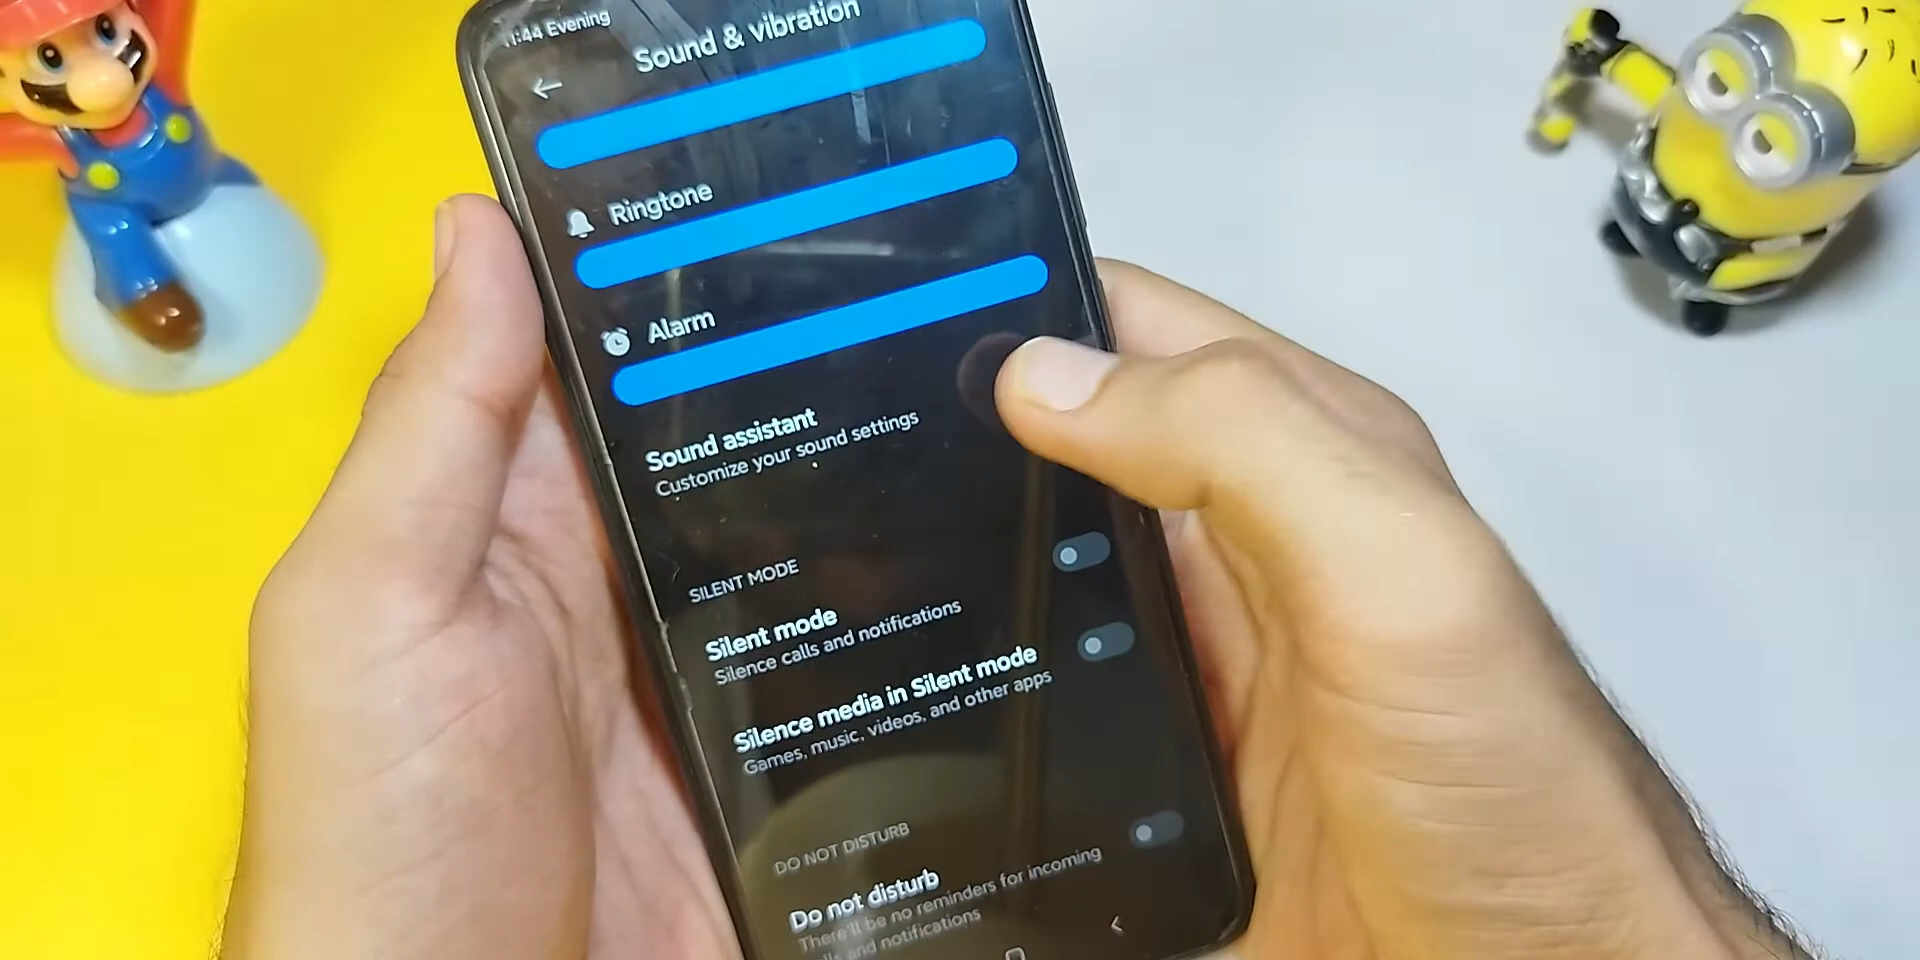 :44 Evening
Sound & vibration
Ringtone
Alarm
Sound assistant
Customize your sound settings
SILENT MODE
Silent mode
Silence calls and notifications
Silence media in Silent mode
Games, music, videos, and other apps
DO NOT DISTURB
Do not disturb
There'll be no reminders for incoming
and notifications